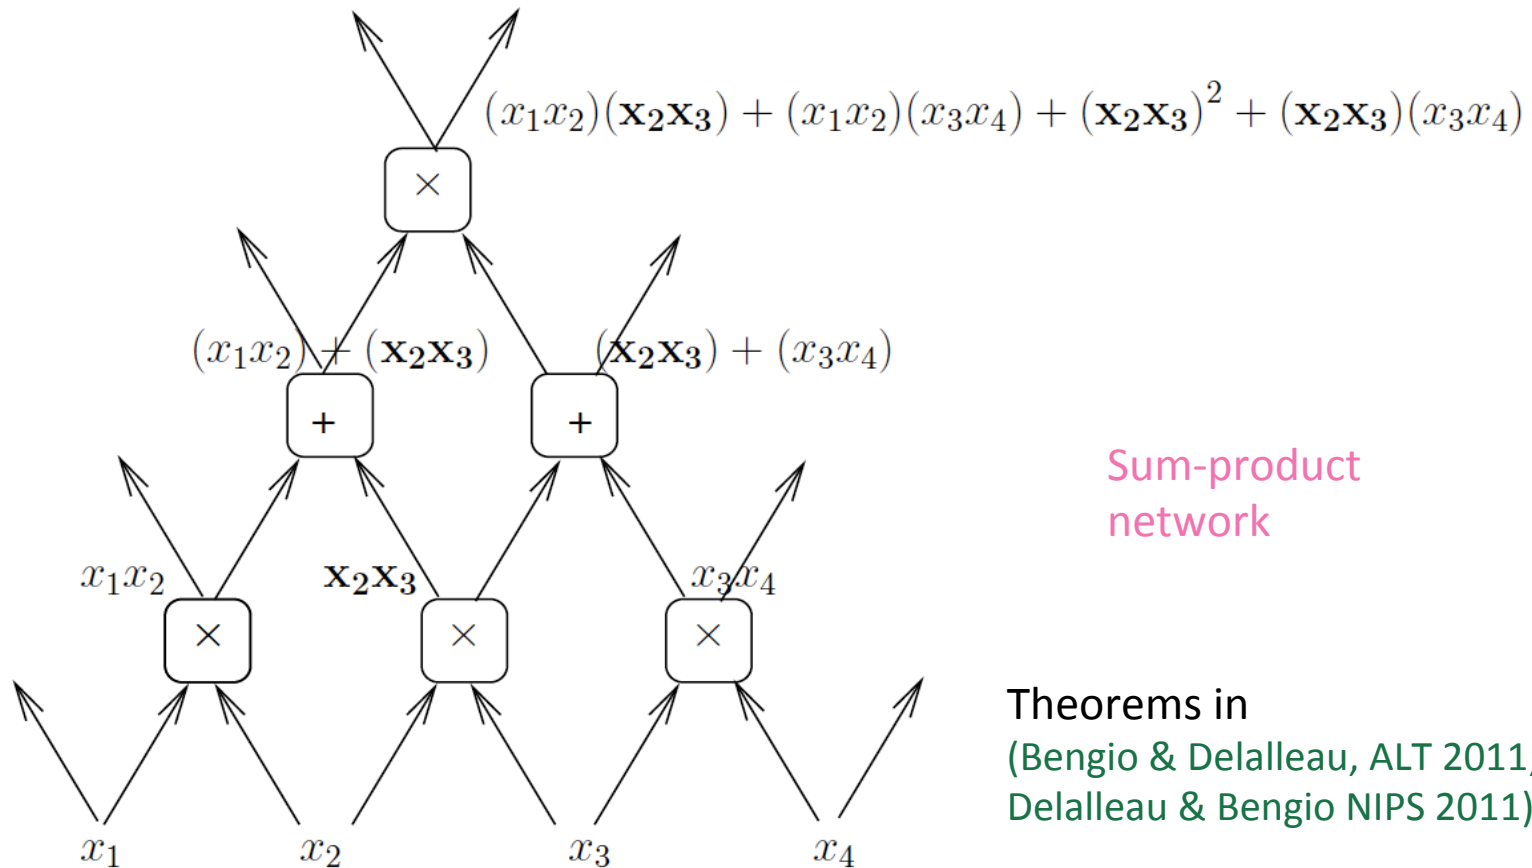 (x₁x₂)(𝐱₂𝐱₃) + (x₁x₂)(x₃x₄) + (𝐱₂𝐱₃)² + (𝐱₂𝐱₃)(x₃x₄)
×
(x₁x₂) + (𝐱₂𝐱₃) (𝐱₂𝐱₃) + (x₃x₄)
+ +
Sum-product
network
x₁x₂ 𝐱₂𝐱₃ x₃x₄
× × ×
Theorems in
(Bengio & Delalleau, ALT 2011;
Delalleau & Bengio NIPS 2011)
x₁ x₂ x₃ x₄